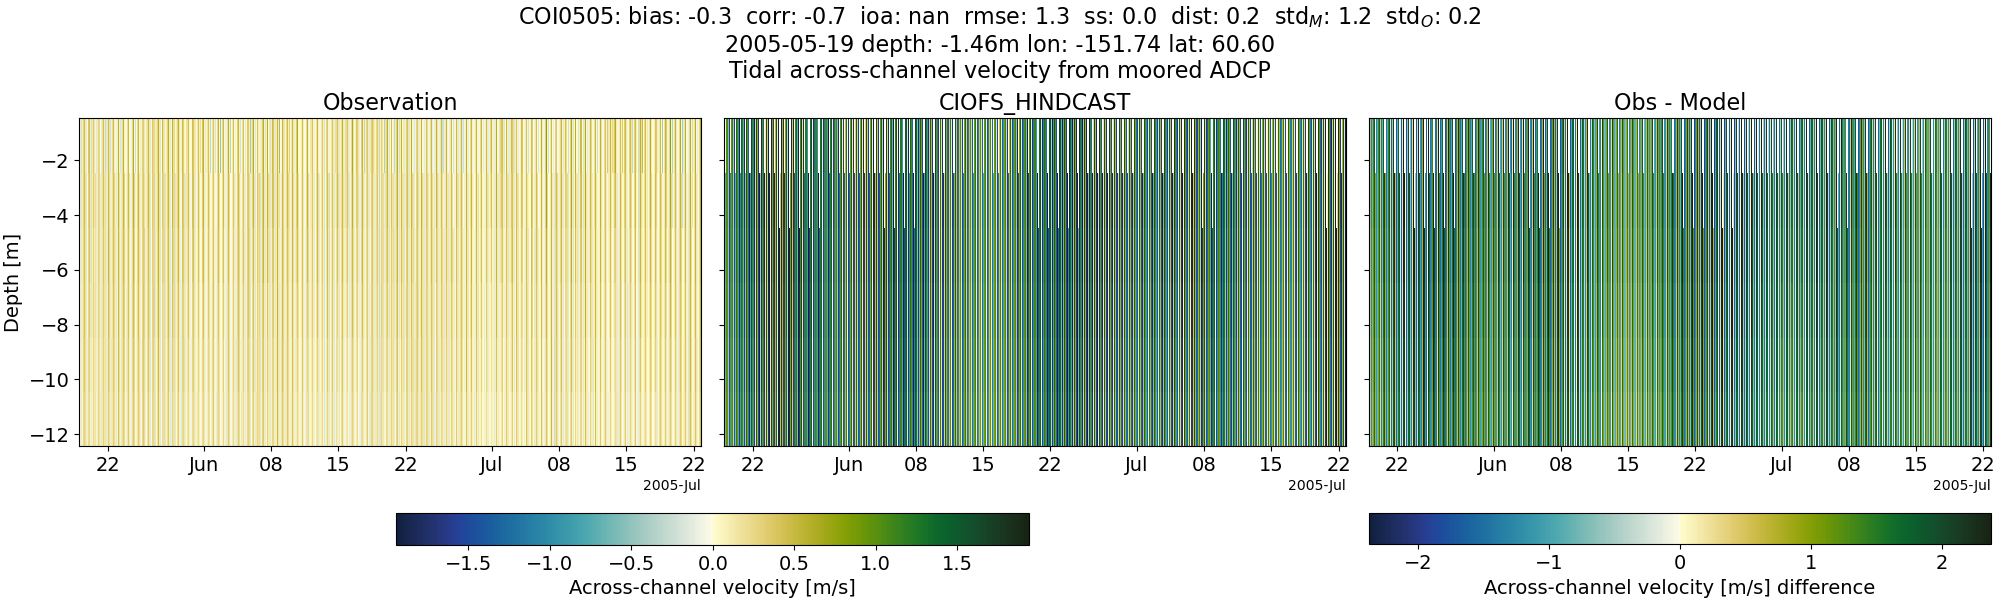 COI0505: bias: -0.3 corr: -0.7 ioa: nan rmse: 1.3 ss: 0.0 dist: 0.2 std_M: 1.2 std_O: 0.2
2005-05-19 depth: -1.46m lon: -151.74 lat: 60.60
Tidal across-channel velocity from moored ADCP
Observation CIOFS_HINDCAST Obs - Model
Depth [m]
−2
−4
−6
−8
−10
−12
22 Jun 08 15 22 Jul 08 15 22
22 Jun 08 15 22 Jul 08 15 22
22 Jun 08 15 22 Jul 08 15 22
2005-Jul 2005-Jul 2005-Jul
−1.5 −1.0 −0.5 0.0 0.5 1.0 1.5
Across-channel velocity [m/s]
−2 −1 0 1 2
Across-channel velocity [m/s] difference